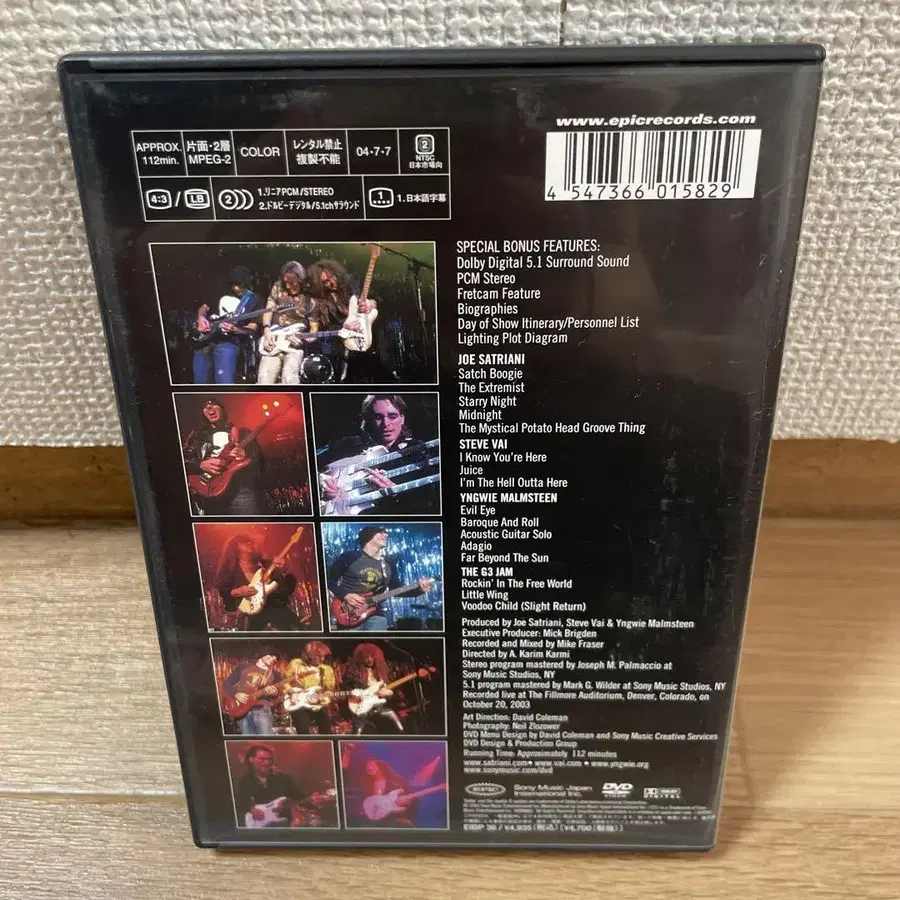 www.epicrecords.com
4 547366 015829
APPROX. 112min.
片面・2層 MPEG-2
COLOR
レンタル禁止 複製不能
04・7・7
2 NTSC 日本市場向
4:3 / LB
2
1.リニアPCM/STEREO
2.ドルビーデジタル/5.1chサラウンド
1 1.日本語字幕
SPECIAL BONUS FEATURES:
Dolby Digital 5.1 Surround Sound
PCM Stereo
Fretcam Feature
Biographies
Day of Show Itinerary/Personnel List
Lighting Plot Diagram
JOE SATRIANI
Satch Boogie
The Extremist
Starry Night
Midnight
The Mystical Potato Head Groove Thing
STEVE VAI
I Know You're Here
Juice
I'm The Hell Outta Here
YNGWIE MALMSTEEN
Evil Eye
Baroque And Roll
Acoustic Guitar Solo
Adagio
Far Beyond The Sun
THE G3 JAM
Rockin' In The Free World
Little Wing
Voodoo Child (Slight Return)
Produced by Joe Satriani, Steve Vai & Yngwie Malmsteen
Executive Producer: Mick Brigden
Recorded and Mixed by Mike Fraser
Directed by A. Karim Karmi
Stereo program mastered by Joseph M. Palmaccio at
Sony Music Studios, NY
5.1 program mastered by Mark G. Wilder at Sony Music Studios, NY
Recorded live at The Fillmore Auditorium, Denver, Colorado, on
October 20, 2003
Art Direction: David Coleman
Photography: Neil Zlozower
DVD Menu Design by David Coleman and Sony Music Creative Services
DVD Design & Production Group
Running Time: Approximately 112 minutes
www.satriani.com • www.vai.com • www.yngwie.org
www.sonymusic.com/dvd
Sony Music Japan
International Inc.
DVD
VIDEO
DOLBY
DIGITAL
¥4,935(税込)(¥4,700(税抜))